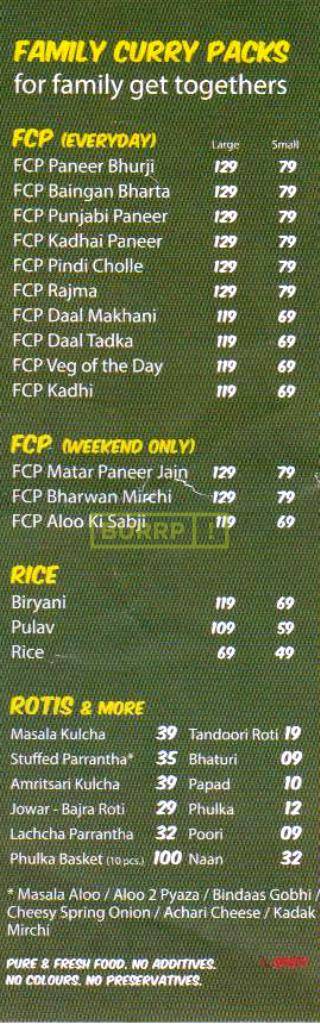 FAMILY CURRY PACKS
for family get togethers
FCP (EVERYDAY) Large Small
FCP Paneer Bhurji 129 79
FCP Baingan Bharta 129 79
FCP Punjabi Paneer 129 79
FCP Kadhai Paneer 129 79
FCP Pindi Cholle 129 79
FCP Rajma 129 79
FCP Daal Makhani 119 69
FCP Daal Tadka 119 69
FCP Veg of the Day 119 69
FCP Kadhi 119 69
FCP (WEEKEND ONLY)
FCP Matar Paneer Jain 129 79
FCP Bharwan Mirchi 129 79
FCP Aloo Ki Sabji 119 69
BURRP!
RICE
Biryani 119 69
Pulav 109 59
Rice 69 49
ROTIS & MORE
Masala Kulcha 39 Tandoori Roti 19
Stuffed Parrantha* 35 Bhaturi 09
Amritsari Kulcha 39 Papad 10
Jowar - Bajra Roti 29 Phulka 12
Lachcha Parrantha 32 Poori 09
Phulka Basket (10 pcs.) 100 Naan 32
* Masala Aloo / Aloo 2 Pyaza / Bindaas Gobhi /
Cheesy Spring Onion / Achari Cheese / Kadak
Mirchi
PURE & FRESH FOOD. NO ADDITIVES.
NO COLOURS. NO PRESERVATIVES.